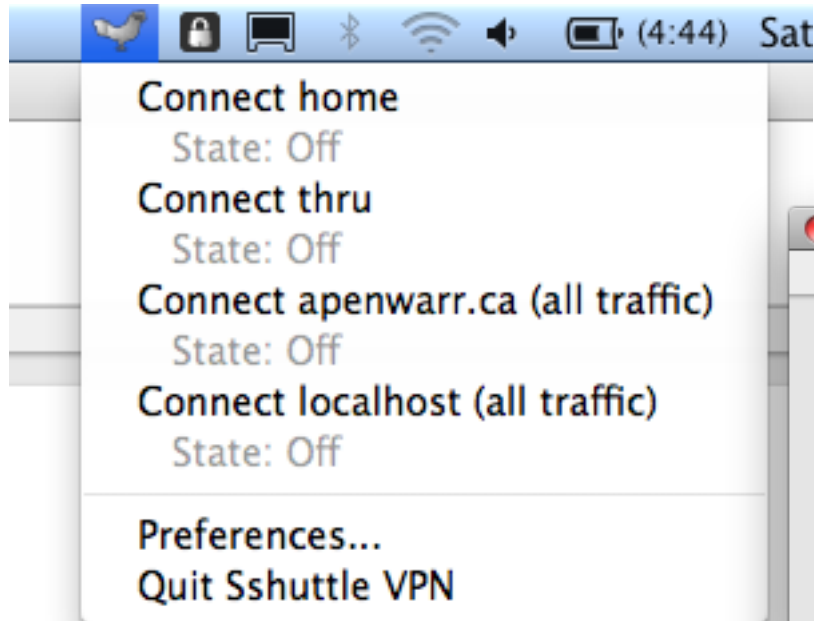 (4:44) Sat
Connect home
State: Off
Connect thru
State: Off
Connect apenwarr.ca (all traffic)
State: Off
Connect localhost (all traffic)
State: Off
Preferences...
Quit Sshuttle VPN